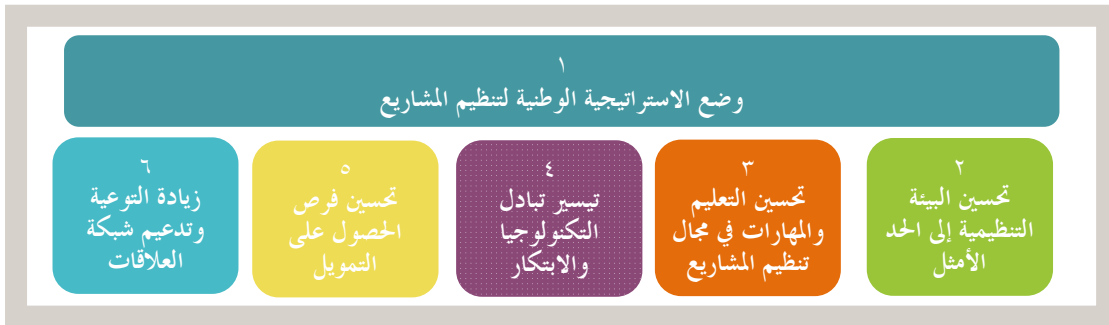 ١
وضع الاستراتيجية الوطنية لتنظيم المشاريع
٢
تحسين البيئة
التنظيمية إلى الحد
الأمثل
٣
تحسين التعليم
والمهارات في مجال
تنظيم المشاريع
٤
تيسير تبادل
التكنولوجيا
والابتكار
٥
تحسين فرص
الحصول على
التمويل
٦
زيادة التوعية
وتدعيم شبكة
العلاقات